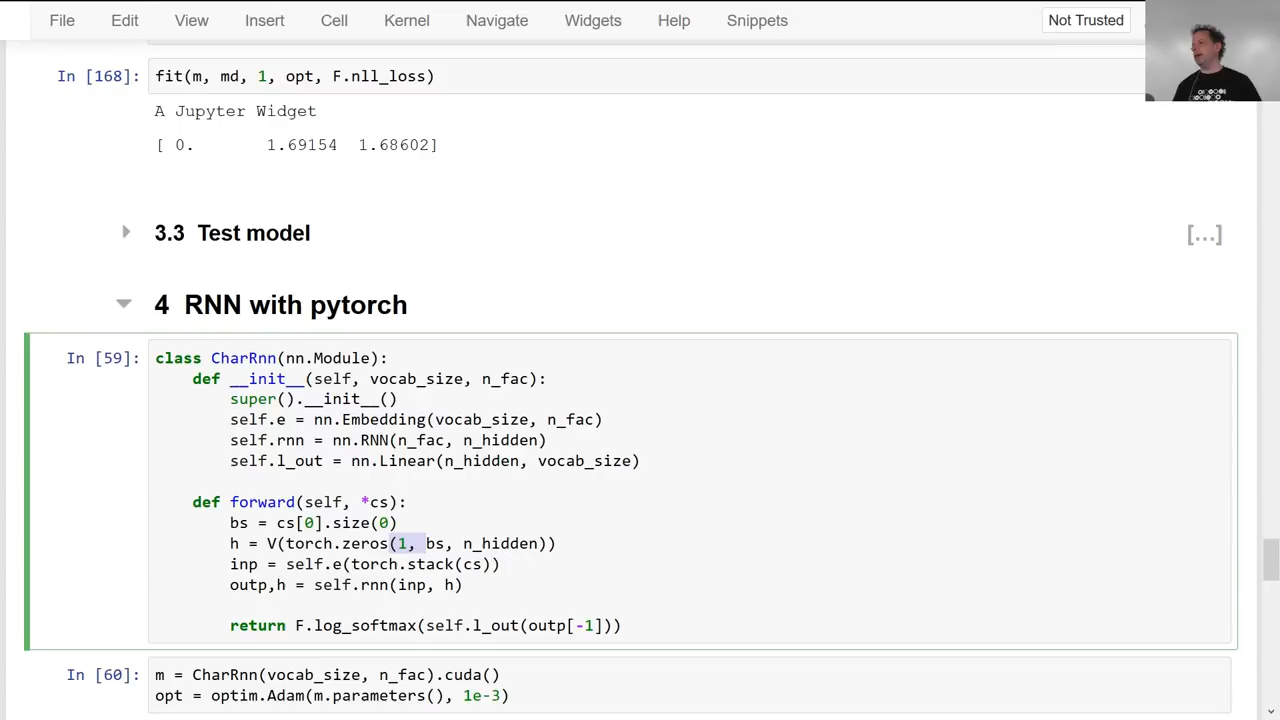 File Edit View Insert Cell Kernel Navigate Widgets Help Snippets Not Trusted
In [168]: fit(m, md, 1, opt, F.nll_loss)
A Jupyter Widget
[ 0. 1.69154 1.68602]
3.3 Test model [...]
4 RNN with pytorch
In [59]: class CharRnn(nn.Module):
    def __init__(self, vocab_size, n_fac):
        super().__init__()
        self.e = nn.Embedding(vocab_size, n_fac)
        self.rnn = nn.RNN(n_fac, n_hidden)
        self.l_out = nn.Linear(n_hidden, vocab_size)
    def forward(self, *cs):
        bs = cs[0].size(0)
        h = V(torch.zeros(1, bs, n_hidden))
        inp = self.e(torch.stack(cs))
        outp,h = self.rnn(inp, h)
        return F.log_softmax(self.l_out(outp[-1]))
In [60]: m = CharRnn(vocab_size, n_fac).cuda()
opt = optim.Adam(m.parameters(), 1e-3)